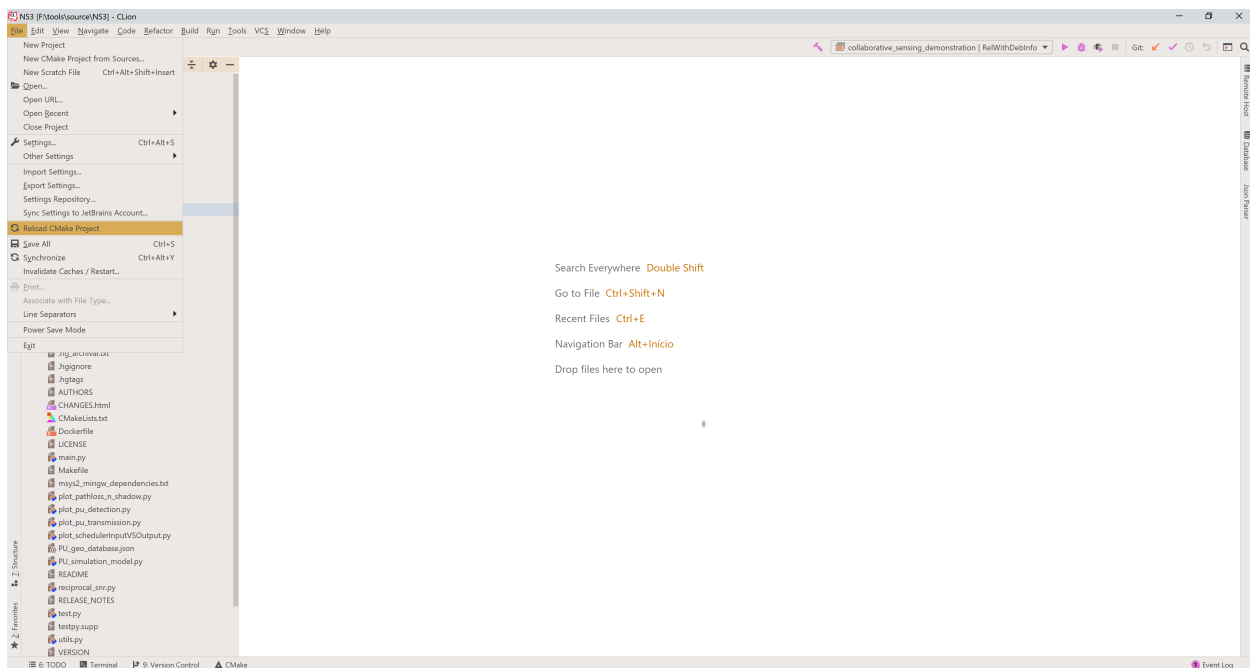 NS3 [F:\tools\source\NS3] - CLion
File Edit View Navigate Code Refactor Build Run Tools VCS Window Help
collaborative_sensing_demonstration | RelWithDebInfo
Git:
New Project
New CMake Project from Sources...
New Scratch File Ctrl+Alt+Shift+Insert
Open...
Open URL...
Open Recent
Close Project
Settings... Ctrl+Alt+S
Other Settings
Import Settings...
Export Settings...
Settings Repository...
Sync Settings to JetBrains Account...
Reload CMake Project
Save All Ctrl+S
Synchronize Ctrl+Alt+Y
Invalidate Caches / Restart...
Print...
Associate with File Type...
Line Separators
Power Save Mode
Exit
.hg_archival.txt
.hgignore
.hgtags
AUTHORS
CHANGES.html
CMakeLists.txt
Dockerfile
LICENSE
main.py
Makefile
msys2_mingw_dependencies.txt
plot_pathloss_n_shadow.py
plot_pu_detection.py
plot_pu_transmission.py
plot_schedulerInputVSOutput.py
PU_geo_database.json
PU_simulation_model.py
README
reciprocal_snr.py
RELEASE_NOTES
test.py
testpy.supp
utils.py
VERSION
Z: Structure
2: Favorites
Search Everywhere Double Shift
Go to File Ctrl+Shift+N
Recent Files Ctrl+E
Navigation Bar Alt+Início
Drop files here to open
Remote Host
Database
Json Parser
6: TODO Terminal 9: Version Control CMake
1 Event Log